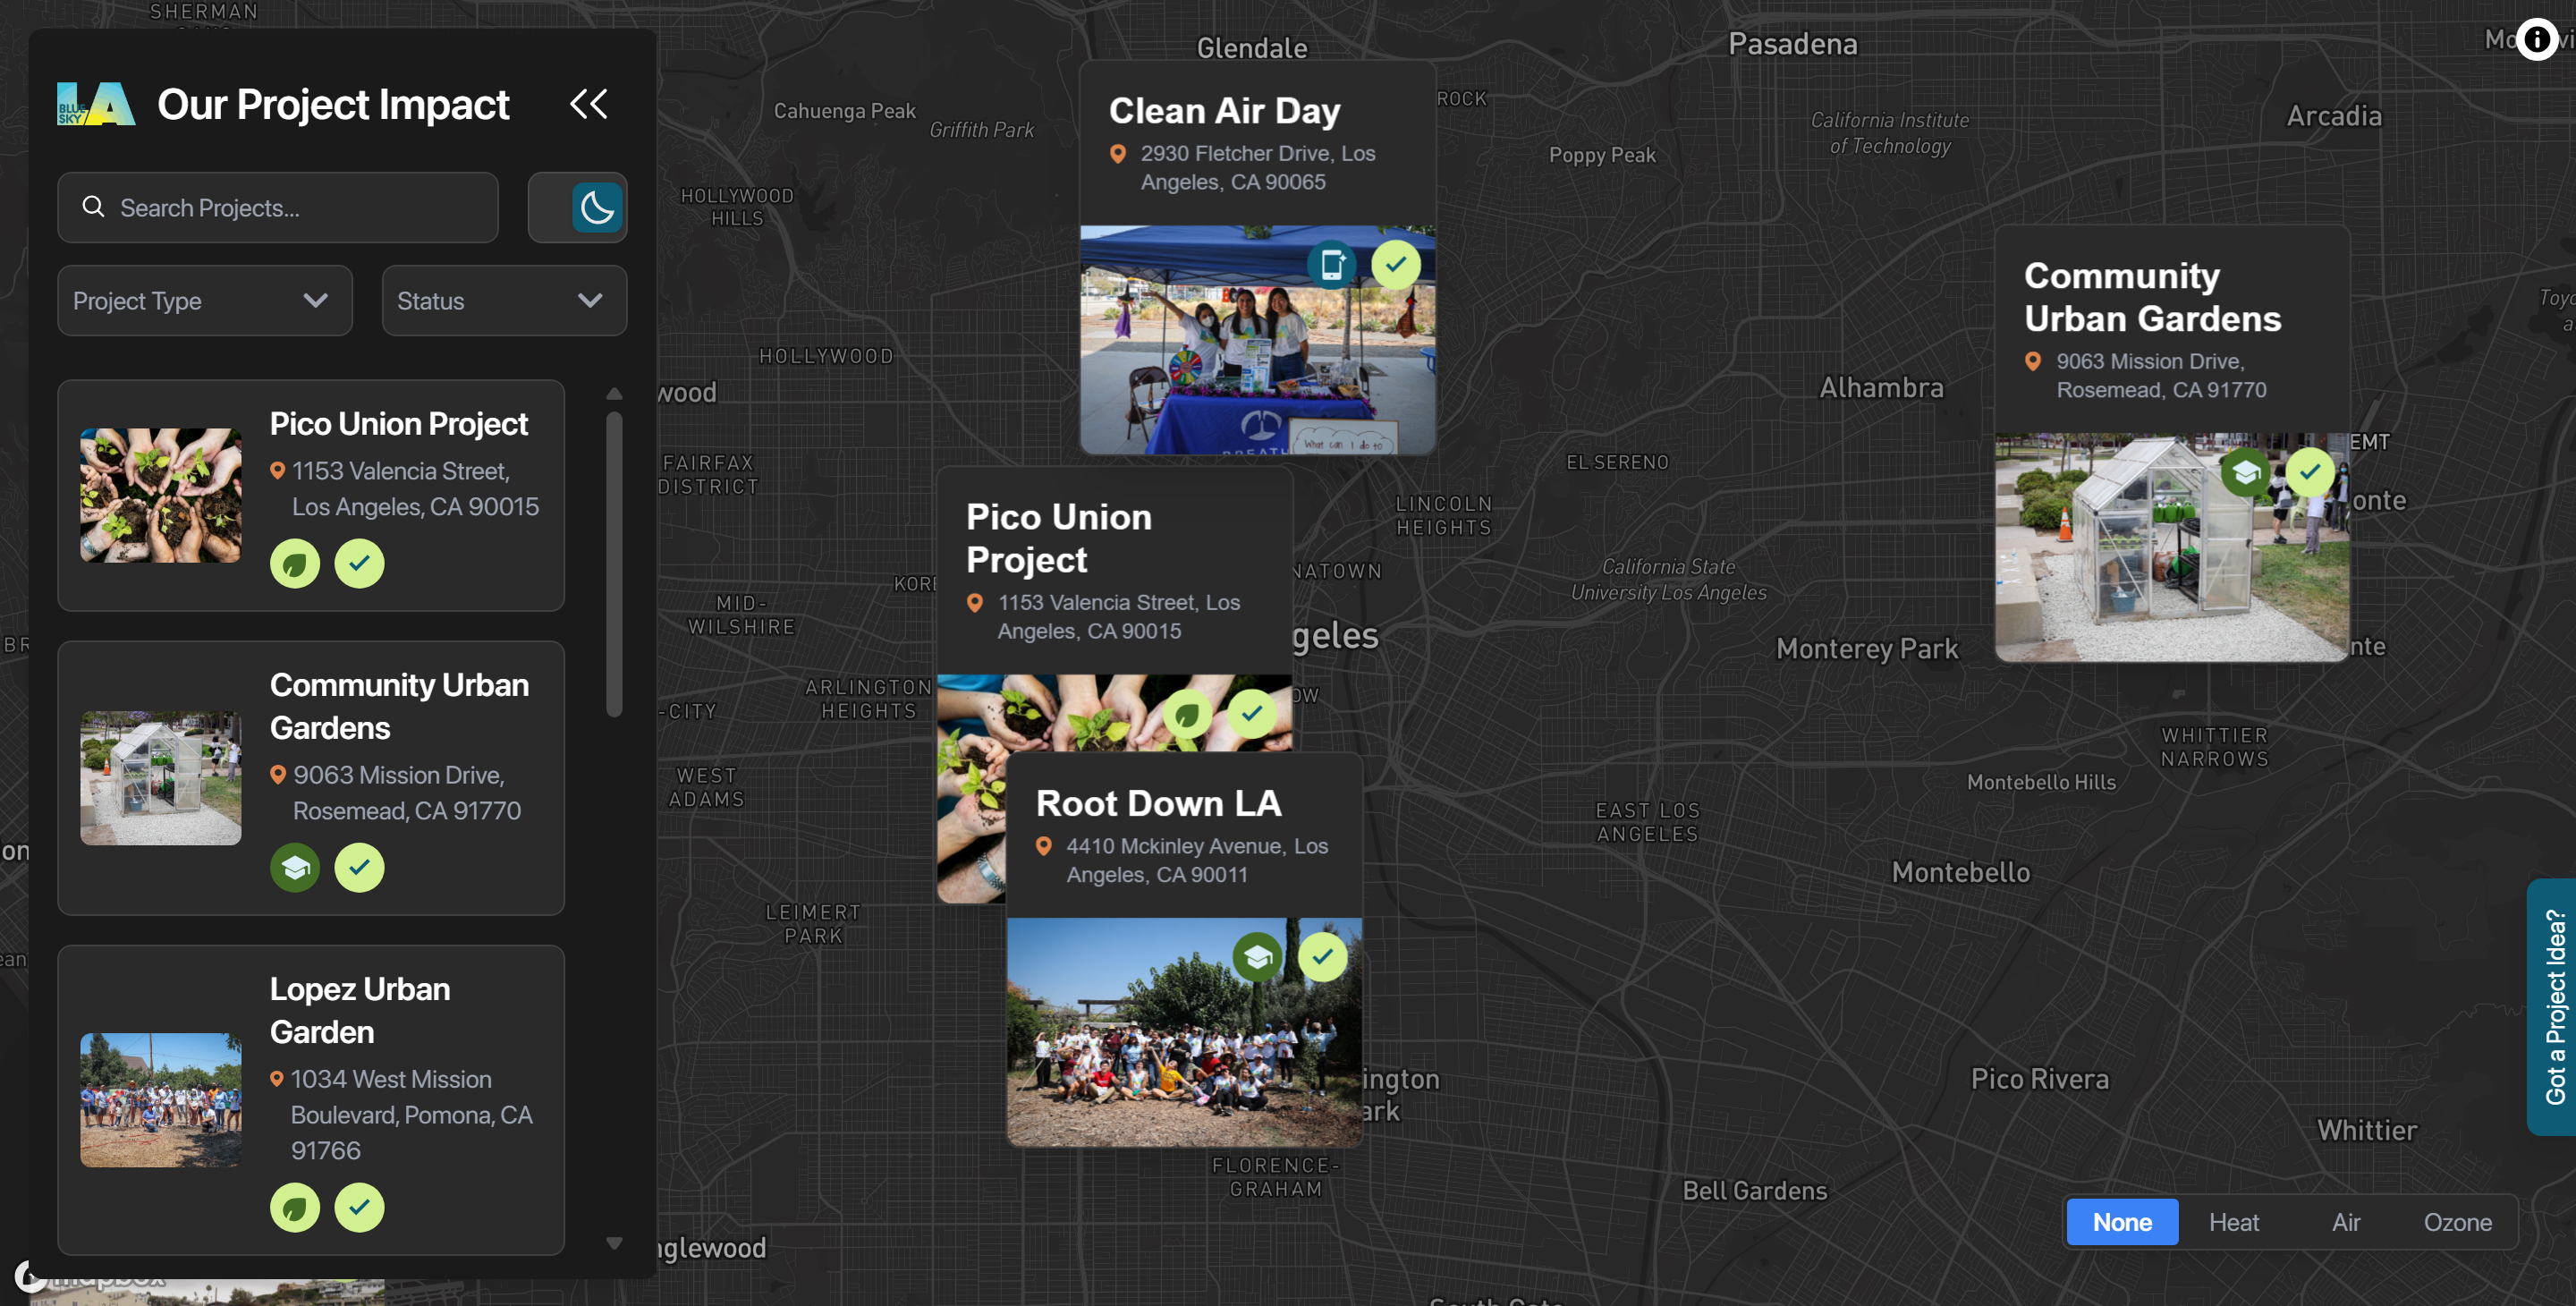 BLUE
SKY
LA
Our Project Impact
Search Projects...
Project Type
Status
Pico Union Project
1153 Valencia Street,
Los Angeles, CA 90015
Community Urban
Gardens
9063 Mission Drive,
Rosemead, CA 91770
Lopez Urban
Garden
1034 West Mission
Boulevard, Pomona, CA
91766
mapbox
SHERMAN
Glendale
Pasadena
Cahuenga Peak
Griffith Park
ROCK
Poppy Peak
California Institute
of Technology
Arcadia
HOLLYWOOD
HILLS
HOLLYWOOD
wood
FAIRFAX
DISTRICT
Clean Air Day
2930 Fletcher Drive, Los
Angeles, CA 90065
What can I do to
BREATH
Community
Urban Gardens
9063 Mission Drive,
Rosemead, CA 91770
Alhambra
EMT
onte
EL SERENO
LINCOLN
HEIGHTS
Pico Union
Project
1153 Valencia Street, Los
Angeles, CA 90015
NATOWN
KORE
MID-
WILSHIRE
California State
University Los Angeles
geles
Monterey Park
nte
ARLINGTON
HEIGHTS
-CITY
OW
WHITTIER
NARROWS
Montebello Hills
WEST
ADAMS
Root Down LA
4410 Mckinley Avenue, Los
Angeles, CA 90011
EAST LOS
ANGELES
Montebello
LEIMERT
PARK
Got a Project Idea?
ington
ark
Pico Rivera
Whittier
FLORENCE-
GRAHAM
Bell Gardens
nglewood
None
Heat
Air
Ozone
South Gate